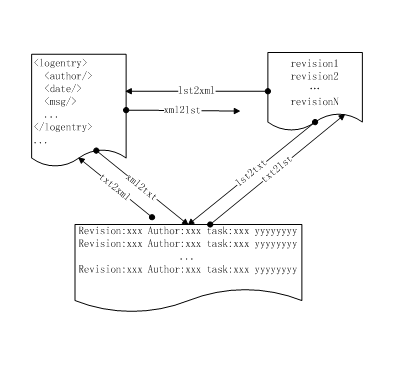 <logentry>
<author/>
<date/>
<msg/>
...
</logentry>
...
revision1
revision2
...
revisionN
lst2xml
xml2lst
txt2xml
xml2txt
lst2txt
txt2lst
Revision:xxx Author:xxx task:xxx yyyyyyyy
Revision:xxx Author:xxx task:xxx yyyyyyyy
...
Revision:xxx Author:xxx task:xxx yyyyyyyy